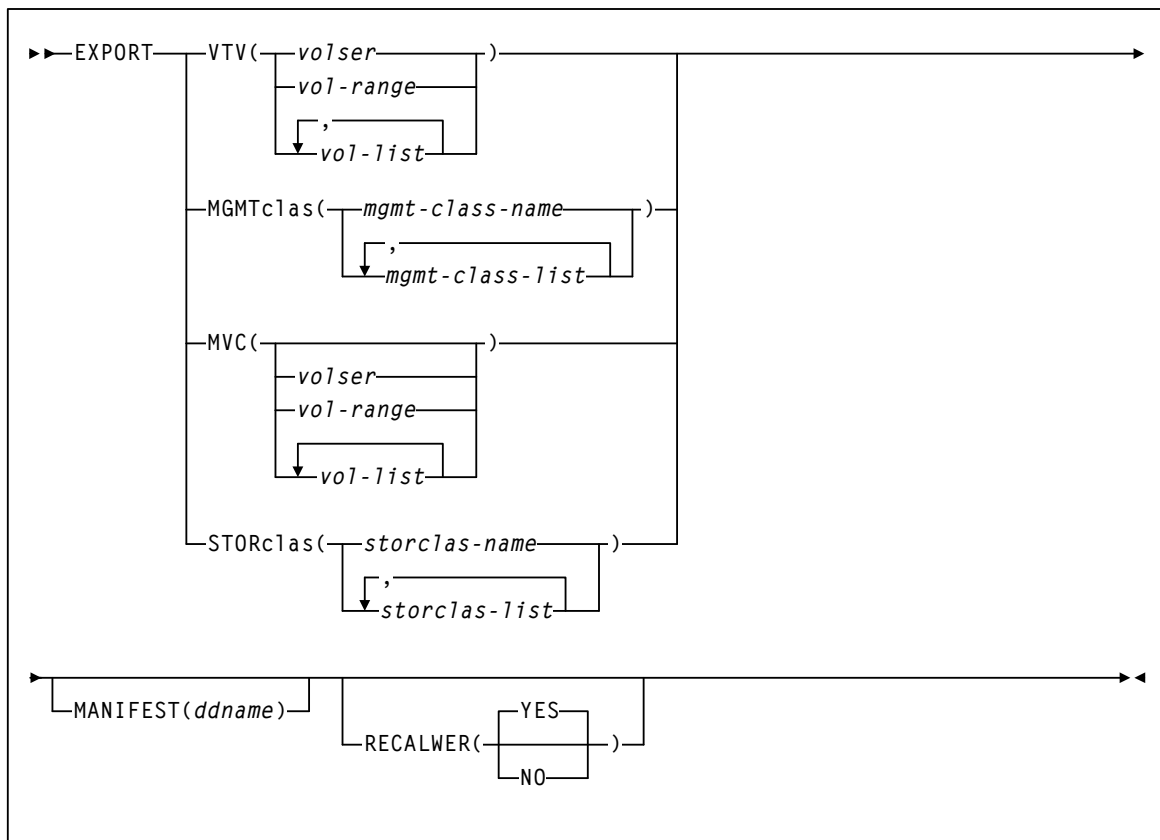 EXPORT VTV( volser )
vol-range
,
vol-list
MGMTclas( mgmt-class-name )
,
mgmt-class-list
MVC( )
volser
vol-range
vol-list
STORclas( storclas-name )
,
storclas-list
MANIFEST(ddname) YES
RECALWER( )
NO